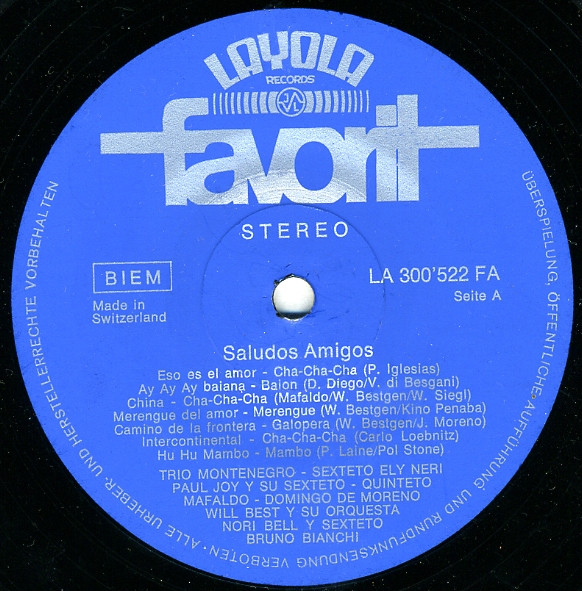 LAYOLA
RECORDS
favorit
STEREO
BIEM
Made in
Switzerland
LA 300'522 FA
Seite A
Saludos Amigos
Eso es el amor - Cha-Cha-Cha (P. Iglesias)
Ay Ay Ay baiana - Baion (D. Diego/V. di Besgani)
China - Cha-Cha-Cha (Mafaldo/W. Bestgen/W. Siegl)
Merengue del amor - Merengue (W. Bestgen/Kino Penaba)
Camino de la frontera - Galopera (W. Bestgen/J. Moreno)
Intercontinental - Cha-Cha-Cha (Carlo Loebnitz)
Hu Hu Mambo - Mambo (P. Laine/Pol Stone)
TRIO MONTENEGRO - SEXTETO ELY NERI
PAUL JOY Y SU SEXTETO - QUINTETO
MAFALDO - DOMINGO DE MORENO
WILL BEST Y SU ORQUESTA
NORI BELL Y SEXTETO
BRUNO BIANCHI
ALLE URHEBER- UND HERSTELLERRECHTE VORBEHALTEN
ÜBERSPIELUNG, ÖFFENTLICHE AUFFÜHRUNG UND RUNDFUNKSENDUNG VERBOTEN ·